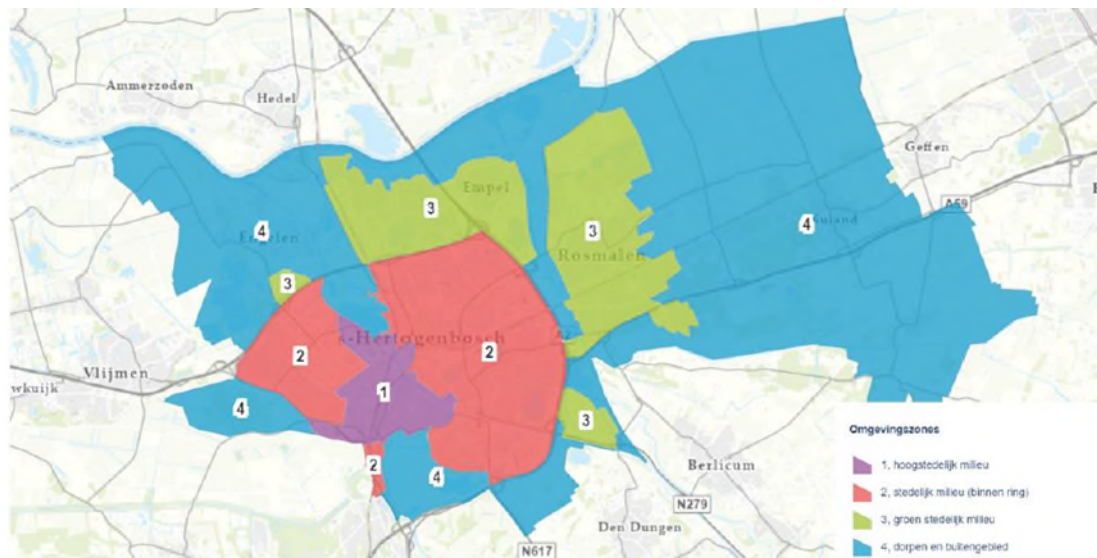 Ammerzoden
Hedel
Geffen
Empel
3
3
4
Engelen
4
Nuland
A59
Rosmalen
3
's-Hertogenbosch
2
2
Vlijmen
1
4
3
2
4
Berlicum
N279
Den Dungen
N617
Omgevingszones
1, hoogstedelijk milieu
2, stedelijk milieu (binnen ring)
3, groen stedelijk milieu
4, dorpen en buitengebied